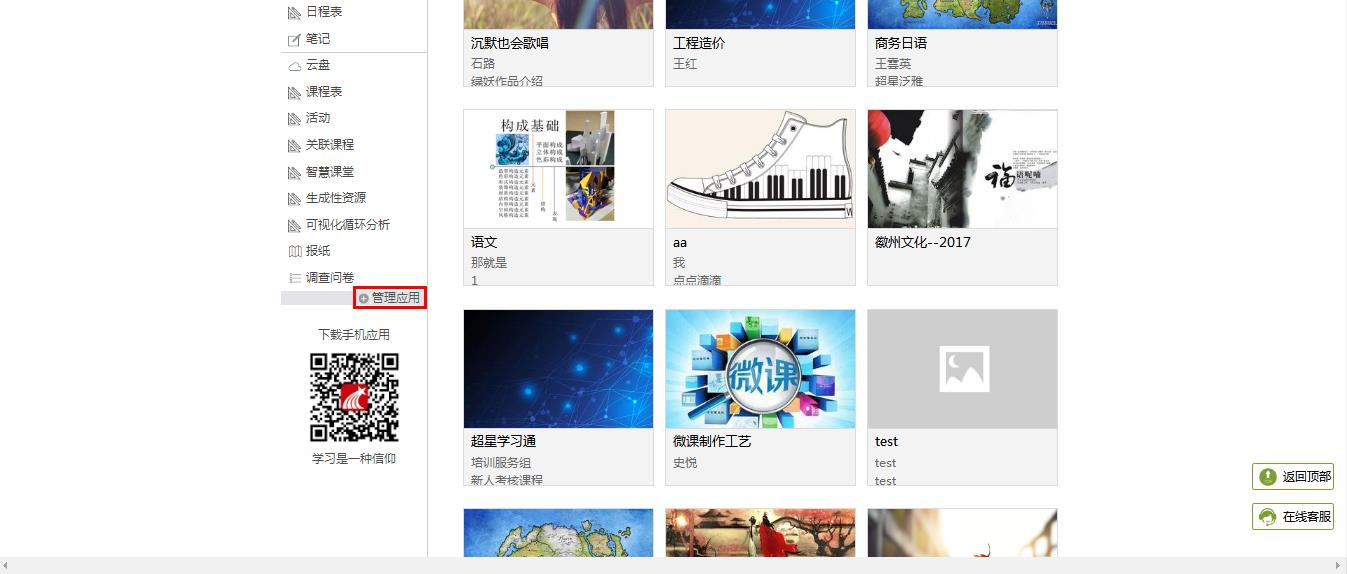 日程表
笔记
云盘
课程表
活动
关联课程
智慧课堂
生成性资源
可视化循环分析
报纸
调查问卷
管理应用
下载手机应用
学习是一种信仰
沉默也会歌唱
石路
绿妖作品介绍
工程造价
王红
商务日语
王雲英
超星泛雅
构成基础
平面构成
立体构成
色彩构成
语文
那就是
1
aa
我
点点滴滴
福
语呢喃
徽州文化--2017
超星学习通
培训服务组
新人考核课程
微课
微课制作工艺
史悦
test
test
test
返回顶部
在线客服